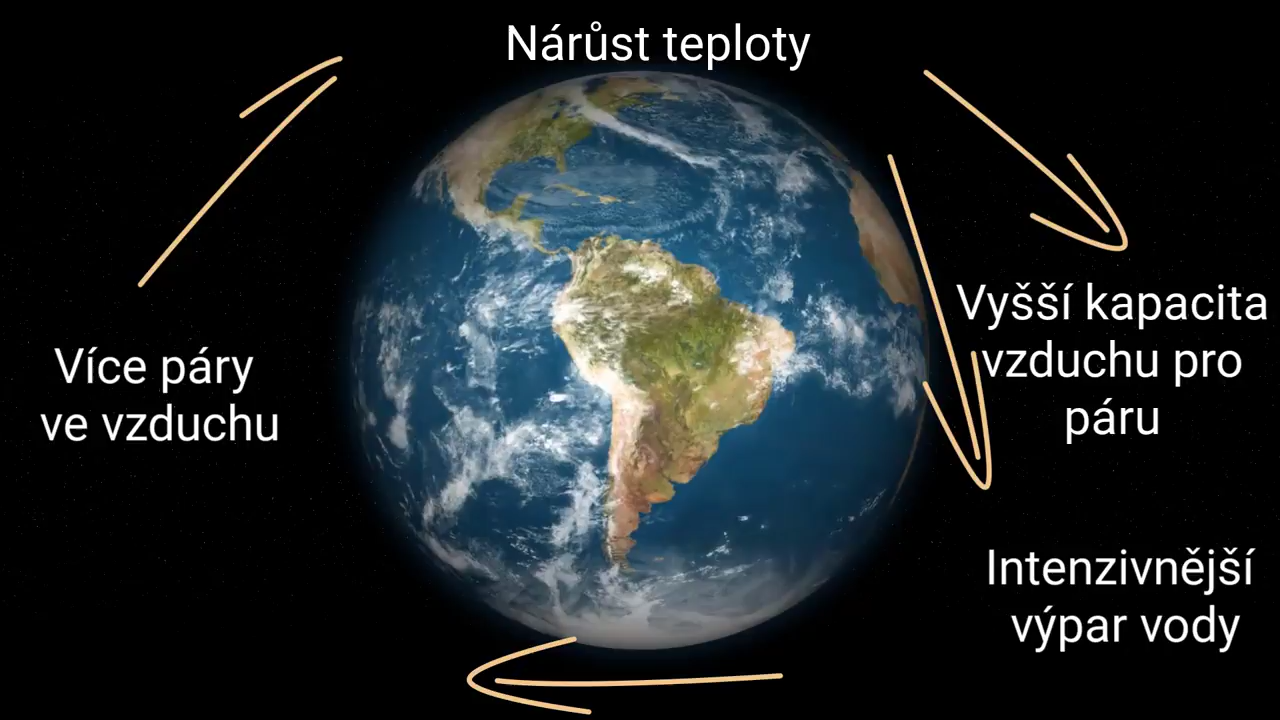 Nárůst teploty
Vyšší kapacita
vzduchu pro
páru
Intenzivnější
výpar vody
Více páry
ve vzduchu